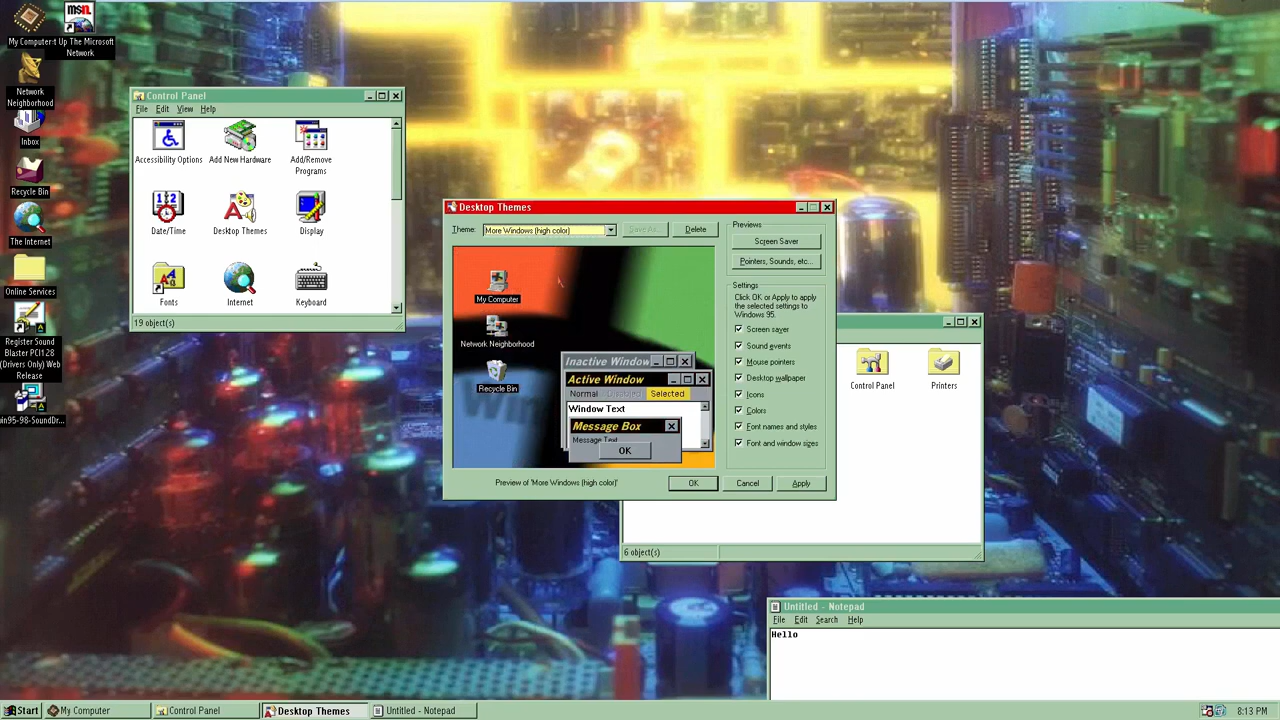 My Computer
t Up The Microsoft
Network
msn.
Network
Neighborhood
Inbox
Recycle Bin
The Internet
Online Services
Register Sound
Blaster PCI128
(Drivers Only) Web
Release
in95-98-SoundDr...
Control Panel
File Edit View Help
Accessibility Options
Add New Hardware
Add/Remove
Programs
Date/Time
Desktop Themes
Display
Fonts
Internet
Keyboard
19 object(s)
Desktop Themes
Theme:
More Windows (high color)
Save As...
Delete
My Computer
Network Neighborhood
Recycle Bin
Inactive Window
Active Window
Normal Disabled Selected
Window Text
Message Box
Message Text
OK
Preview of 'More Windows (high color)'
Previews
Screen Saver
Pointers, Sounds, etc...
Settings
Click OK or Apply to apply
the selected settings to
Windows 95.
Screen saver
Sound events
Mouse pointers
Desktop wallpaper
Icons
Colors
Font names and styles
Font and window sizes
OK
Cancel
Apply
Control Panel
Printers
6 object(s)
Untitled - Notepad
File Edit Search Help
Hello
Start
My Computer
Control Panel
Desktop Themes
Untitled - Notepad
8:13 PM